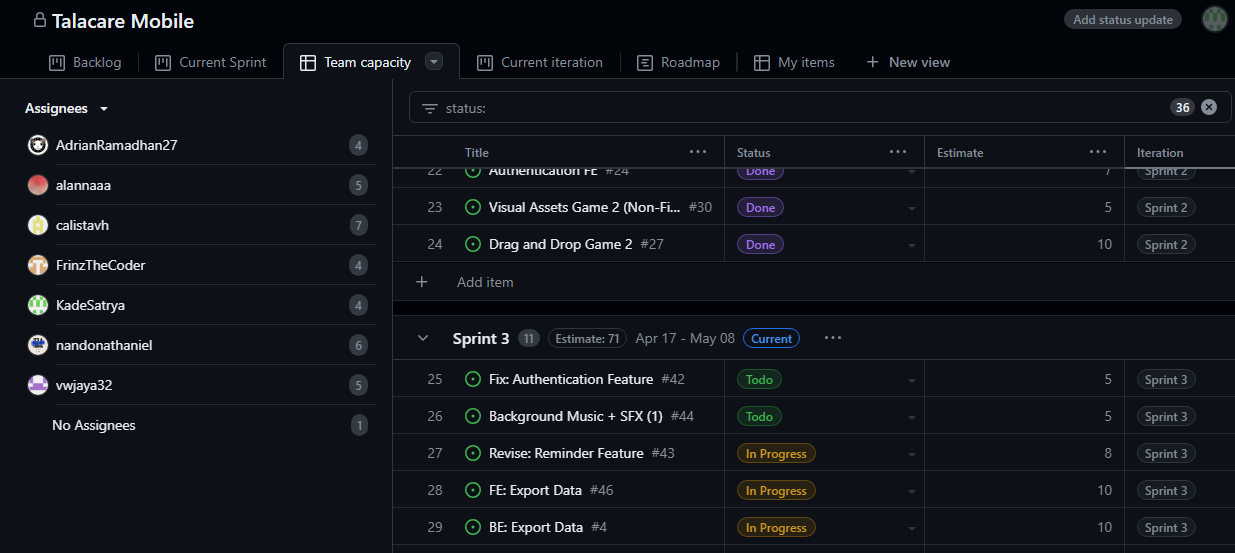 Talacare Mobile
Add status update
Backlog
Current Sprint
Team capacity
Current iteration
Roadmap
My items
New view
Assignees
AdrianRamadhan27 4
alannaaa 5
calistavh 7
FrinzTheCoder 4
KadeSatrya 4
nandonathaniel 6
vwjaya32 5
No Assignees 1
status: 36
Title Status Estimate Iteration
22 Authentication FE #24 Done 7 Sprint 2
23 Visual Assets Game 2 (Non-Fi... #30 Done 5 Sprint 2
24 Drag and Drop Game 2 #27 Done 10 Sprint 2
+ Add item
Sprint 3 11 Estimate: 71 Apr 17 - May 08 Current
25 Fix: Authentication Feature #42 Todo 5 Sprint 3
26 Background Music + SFX (1) #44 Todo 5 Sprint 3
27 Revise: Reminder Feature #43 In Progress 8 Sprint 3
28 FE: Export Data #46 In Progress 10 Sprint 3
29 BE: Export Data #4 In Progress 10 Sprint 3